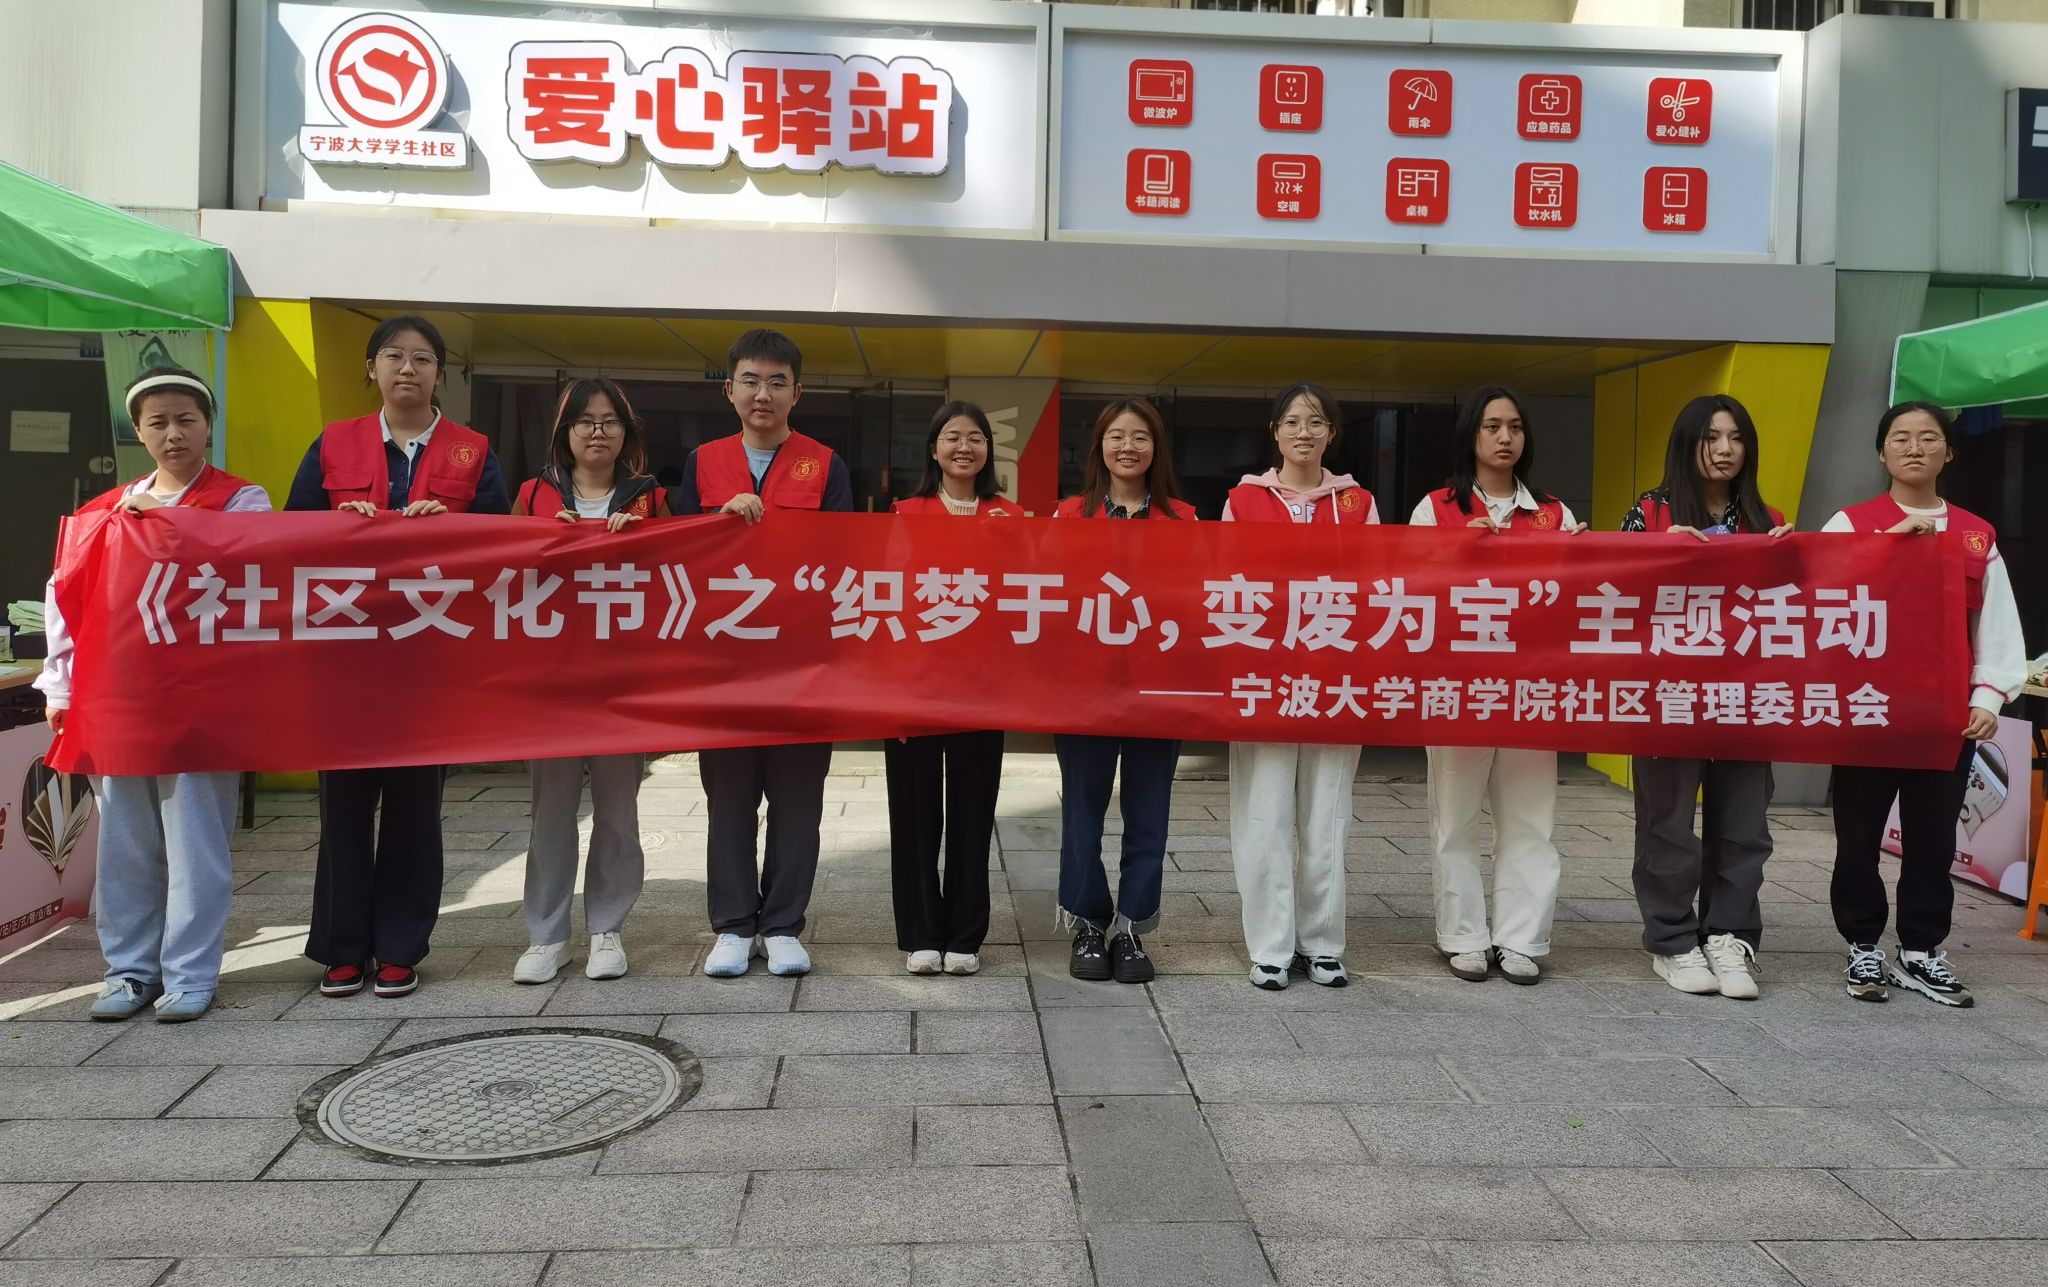 宁波大学学生社区
爱心驿站
微波炉
插座
雨伞
应急药品
爱心缝补
书籍阅读
空调
桌椅
饮水机
冰箱
《社区文化节》之“织梦于心，变废为宝”主题活动
——宁波大学商学院社区管理委员会